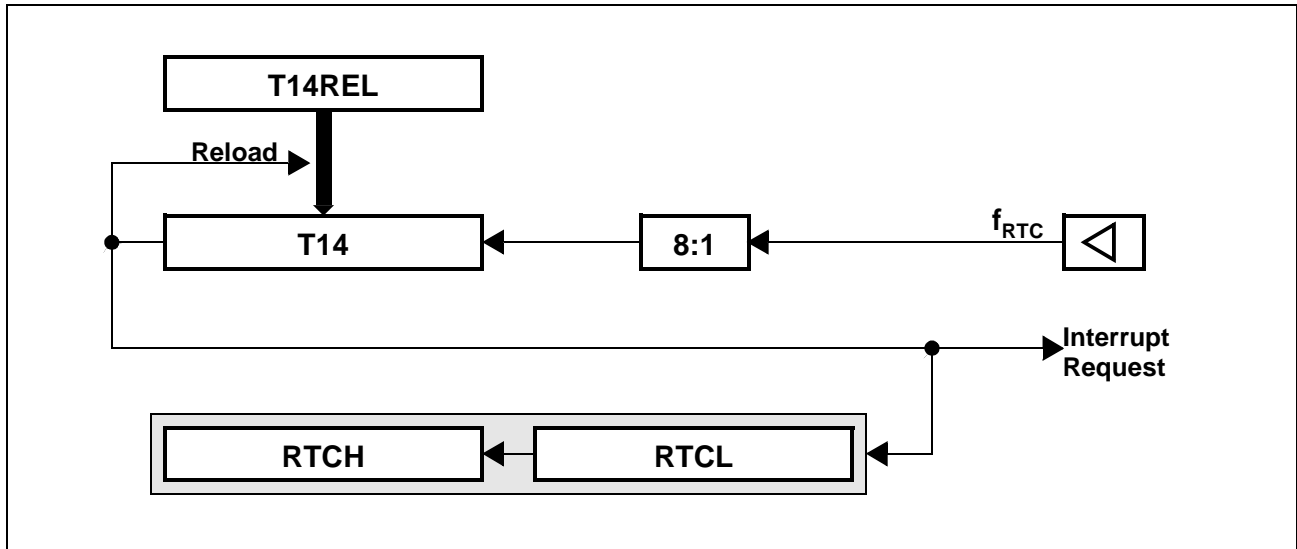 T14REL
Reload
T14
8:1
fRTC
Interrupt
Request
RTCH
RTCL